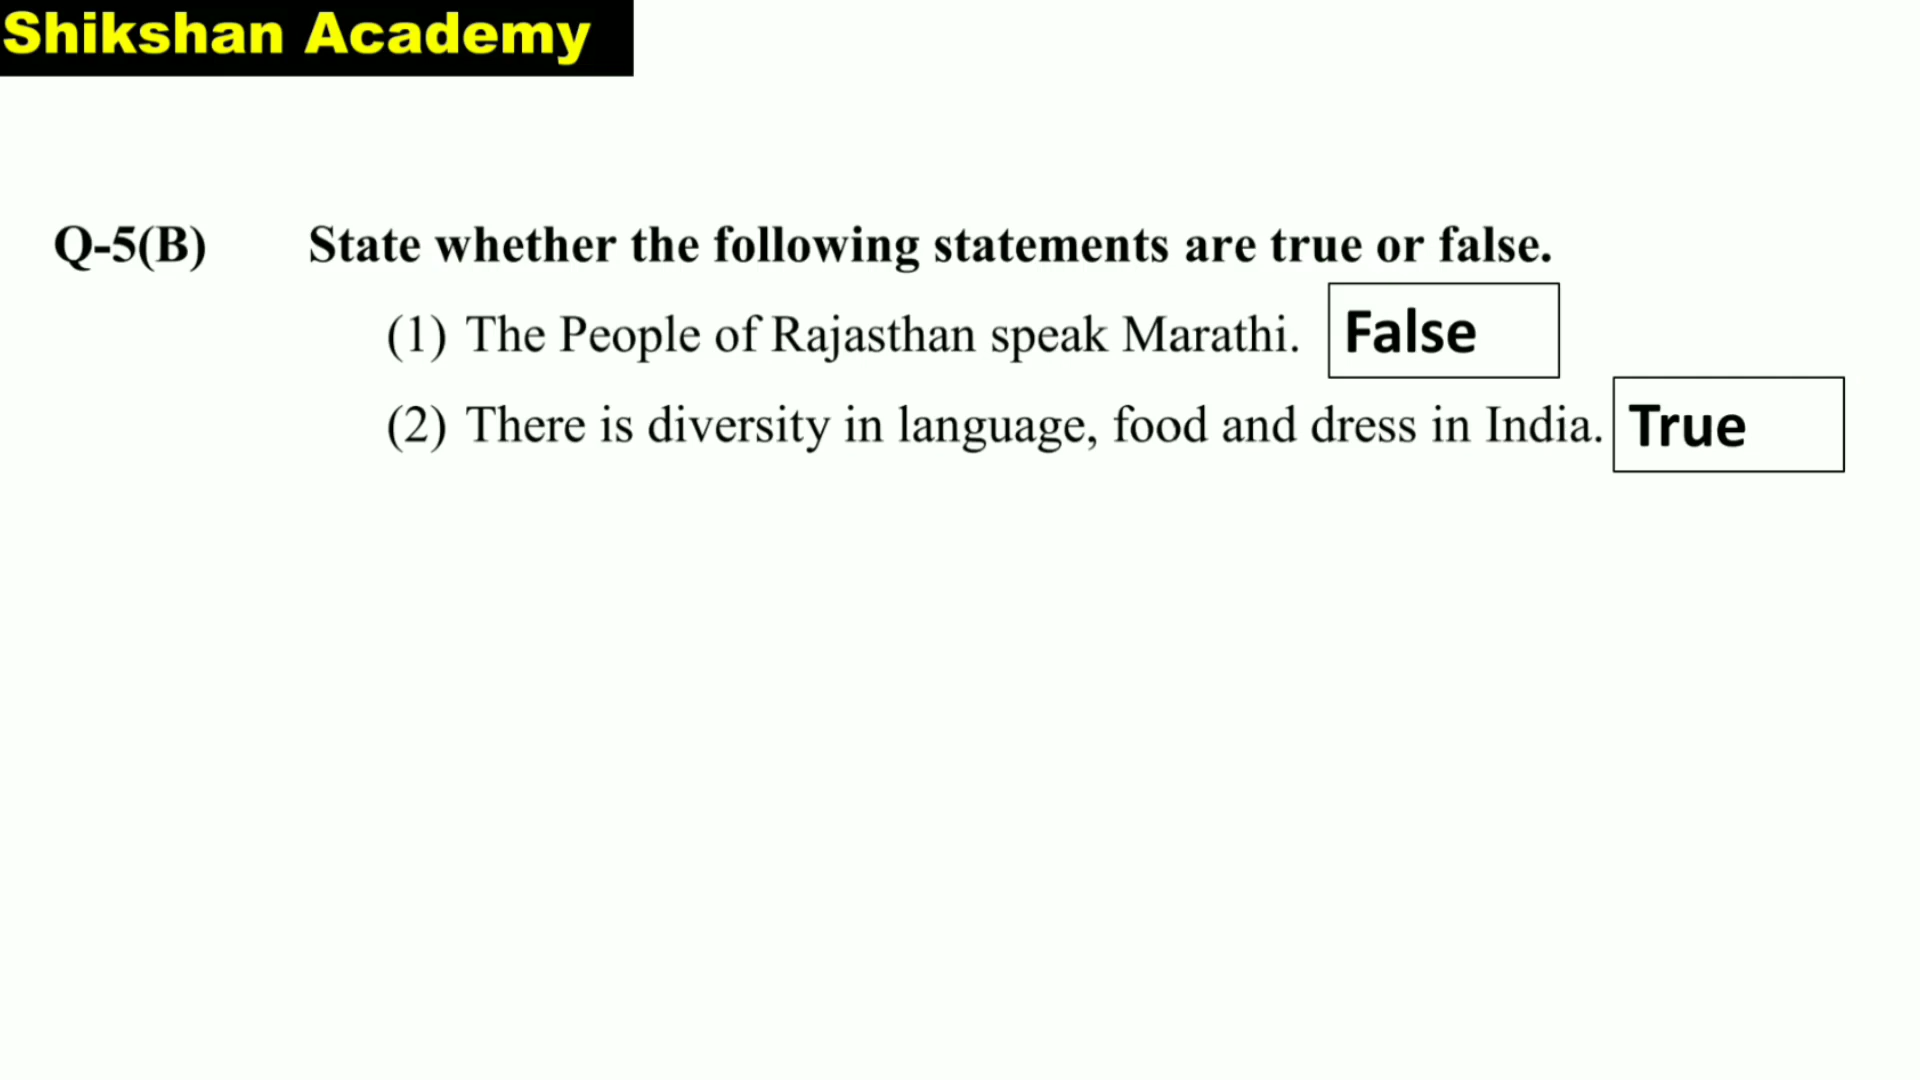 Shikshan Academy
Q-5(B) State whether the following statements are true or false.
(1) The People of Rajasthan speak Marathi. False
(2) There is diversity in language, food and dress in India. True